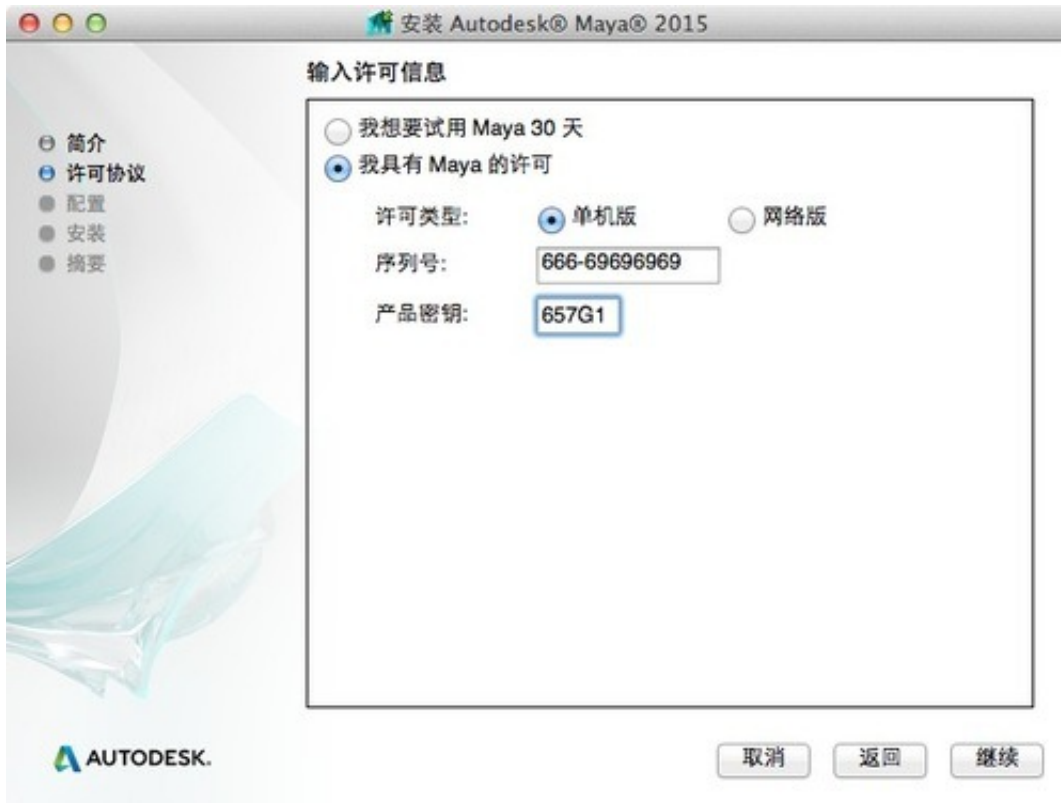 安装 Autodesk® Maya® 2015
输入许可信息
简介
许可协议
配置
安装
摘要
我想要试用 Maya 30 天
我具有 Maya 的许可
许可类型: 单机版 网络版
序列号: 666-69696969
产品密钥: 657G1
AUTODESK.
取消 返回 继续